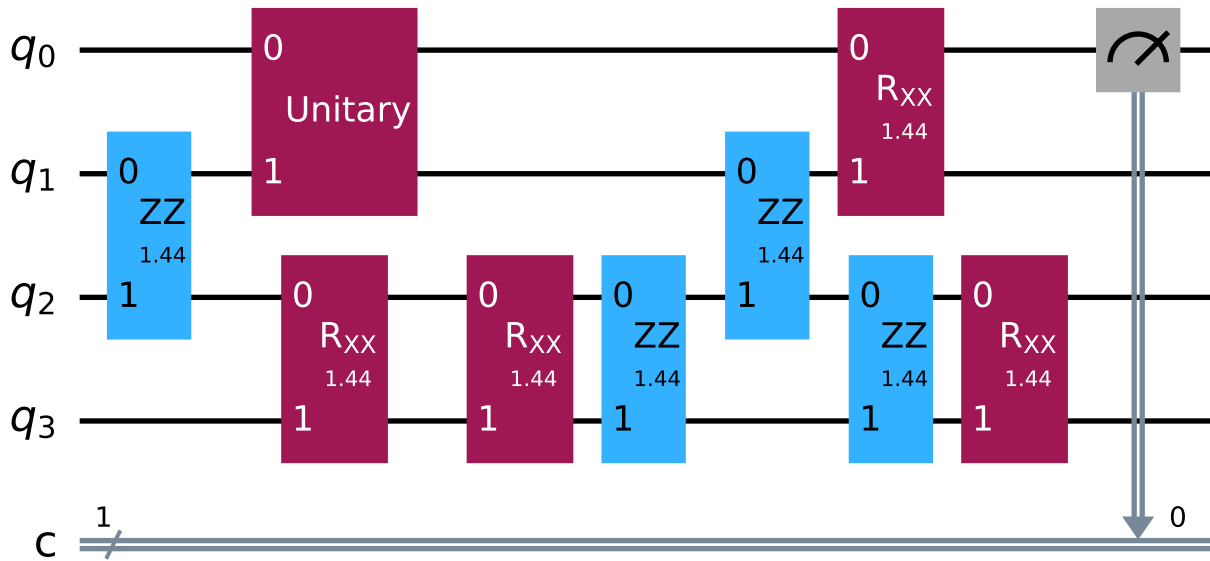 q0 0 0
Unitary RXX
1.44
q1 0 1 0 1
ZZ ZZ
1.44 1.44
q2 1 0 0 0 1 0 0
RXX RXX ZZ ZZ RXX
1.44 1.44 1.44 1.44 1.44
q3 1 1 1 1 1
1 0
c